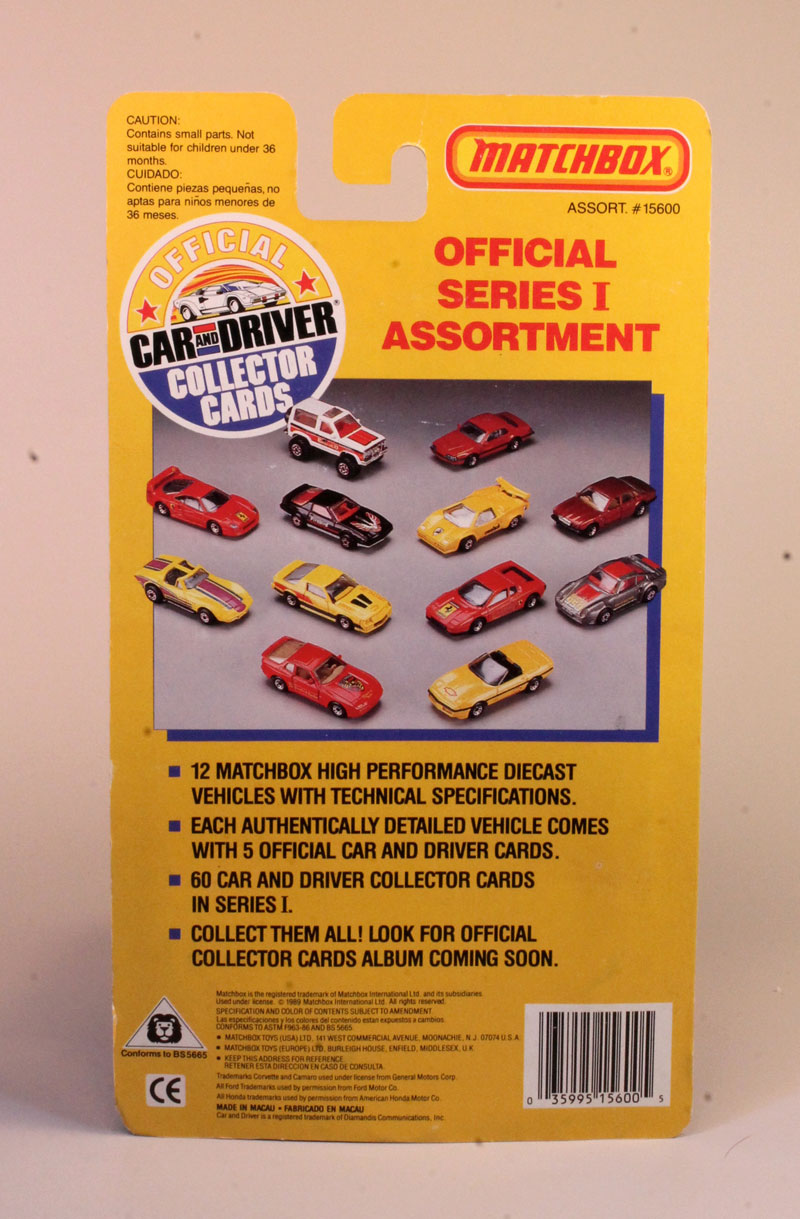 CAUTION:
Contains small parts. Not
suitable for children under 36
months.
CUIDADO:
Contiene piezas pequeñas, no
aptas para niños menores de
36 meses.
MATCHBOX®
ASSORT. #15600
OFFICIAL
CAR AND DRIVER®
COLLECTOR
CARDS
OFFICIAL
SERIES I
ASSORTMENT
12 MATCHBOX HIGH PERFORMANCE DIECAST
VEHICLES WITH TECHNICAL SPECIFICATIONS.
EACH AUTHENTICALLY DETAILED VEHICLE COMES
WITH 5 OFFICIAL CAR AND DRIVER CARDS.
60 CAR AND DRIVER COLLECTOR CARDS
IN SERIES I.
COLLECT THEM ALL! LOOK FOR OFFICIAL
COLLECTOR CARDS ALBUM COMING SOON.
Matchbox is the registered trademark of Matchbox International Ltd. and its subsidiaries.
Used under license. © 1989 Matchbox International Ltd. All rights reserved.
SPECIFICATION AND COLOR OF CONTENTS SUBJECT TO AMENDMENT.
Las especificaciones y los colores del contenido estan expuestos a cambios.
CONFORMS TO ASTM F963-86 AND BS 5665.
• MATCHBOX TOYS (USA) LTD., 141 WEST COMMERCIAL AVENUE, MOONACHIE, N.J. 07074 U.S.A.
• MATCHBOX TOYS (EUROPE) LTD., BURLEIGH HOUSE, ENFIELD, MIDDLESEX, U.K.
• KEEP THIS ADDRESS FOR REFERENCE.
RETENER ESTA DIRECCION EN CASO DE CONSULTA.
Trademarks Corvette and Camaro used under license from General Motors Corp.
All Ford Trademarks used by permission from Ford Motor Co.
All Honda trademarks used by permission from American Honda Motor Co.
MADE IN MACAU • FABRICADO EN MACAU
Car and Driver is a registered trademark of Diamandis Communications, Inc.
Conforms to BS5665
CE
0 35995 15600 5